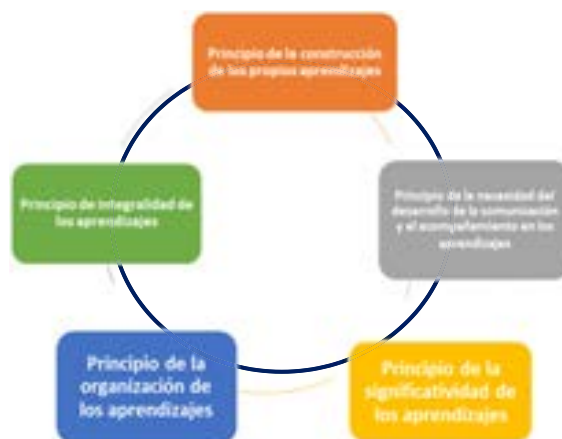 Principio de la construcción
de los propios aprendizajes
Principio de integralidad de
los aprendizajes
Principio de la necesidad del
desarrollo de la comunicación
y el acompañamiento en los
aprendizajes
Principio de la
organización de
los aprendizajes
Principio de la
significatividad de
los aprendizajes